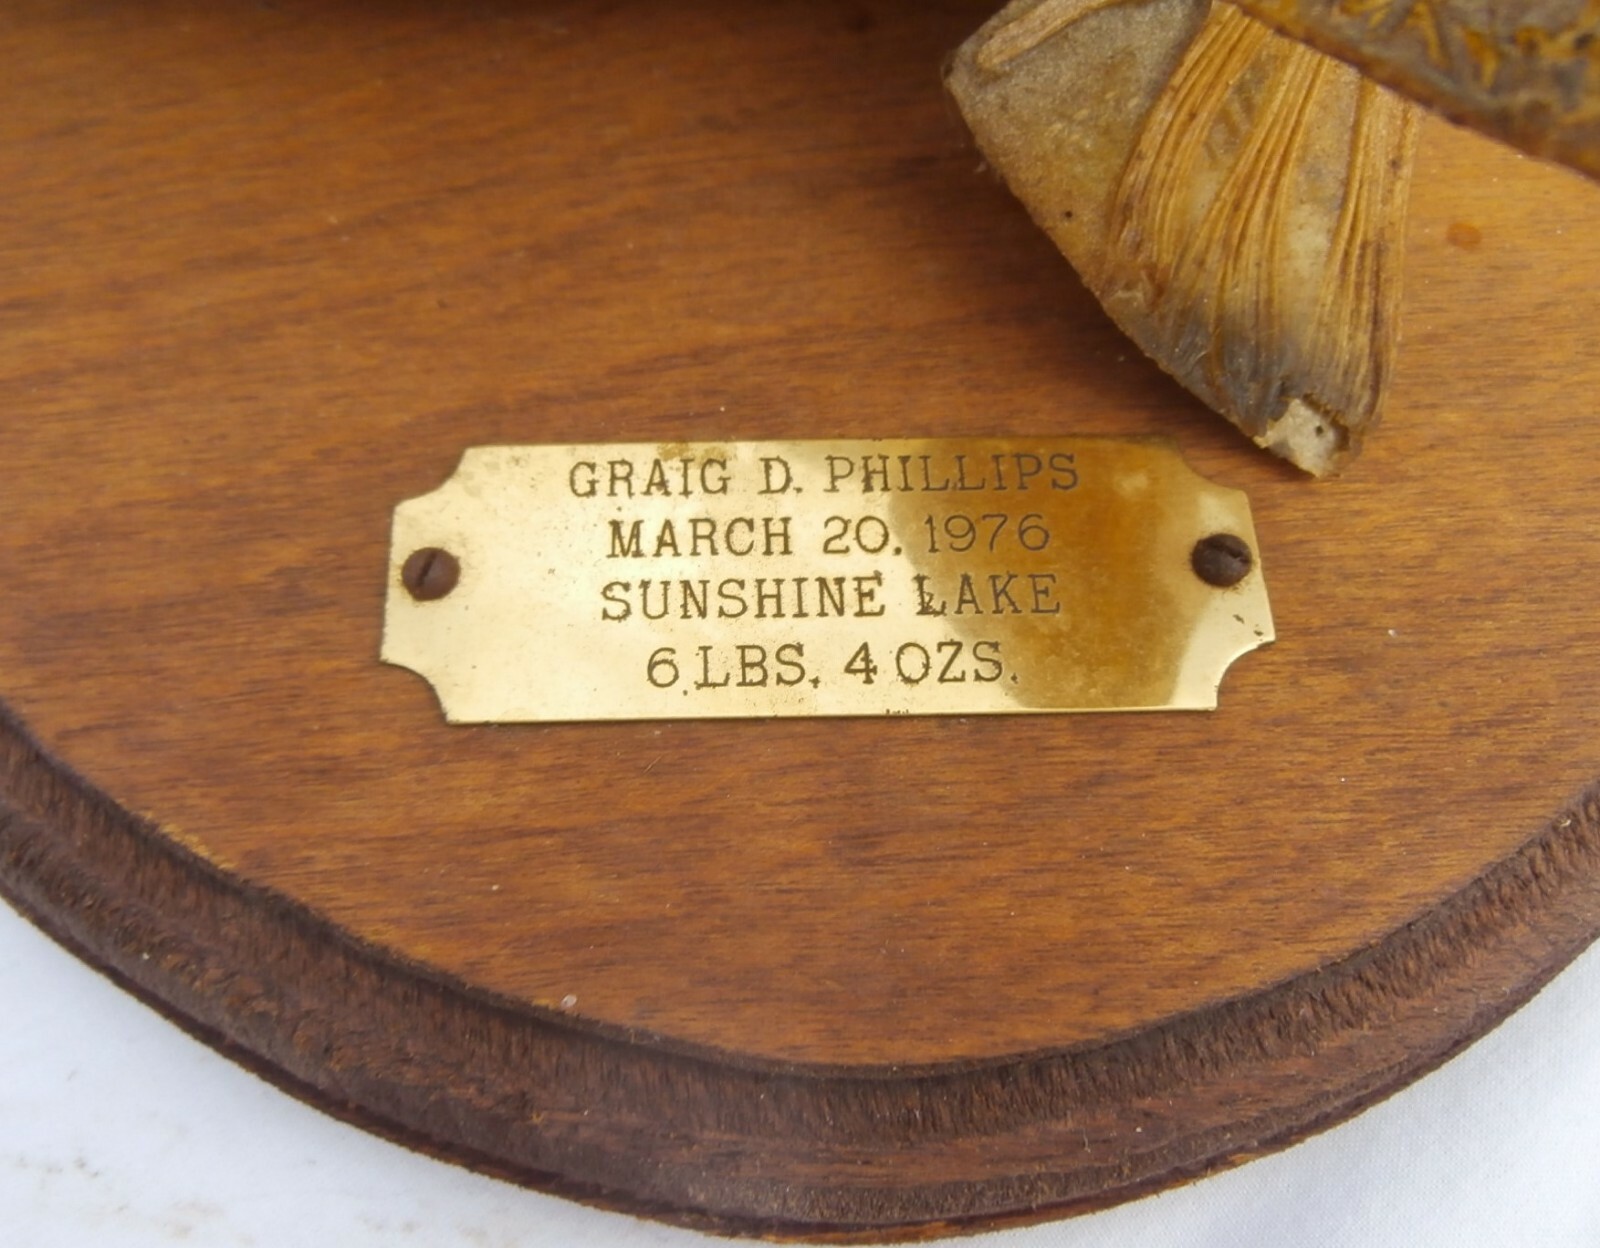 GRAIG D. PHILLIPS
MARCH 20, 1976
SUNSHINE LAKE
6 LBS. 4 OZS.